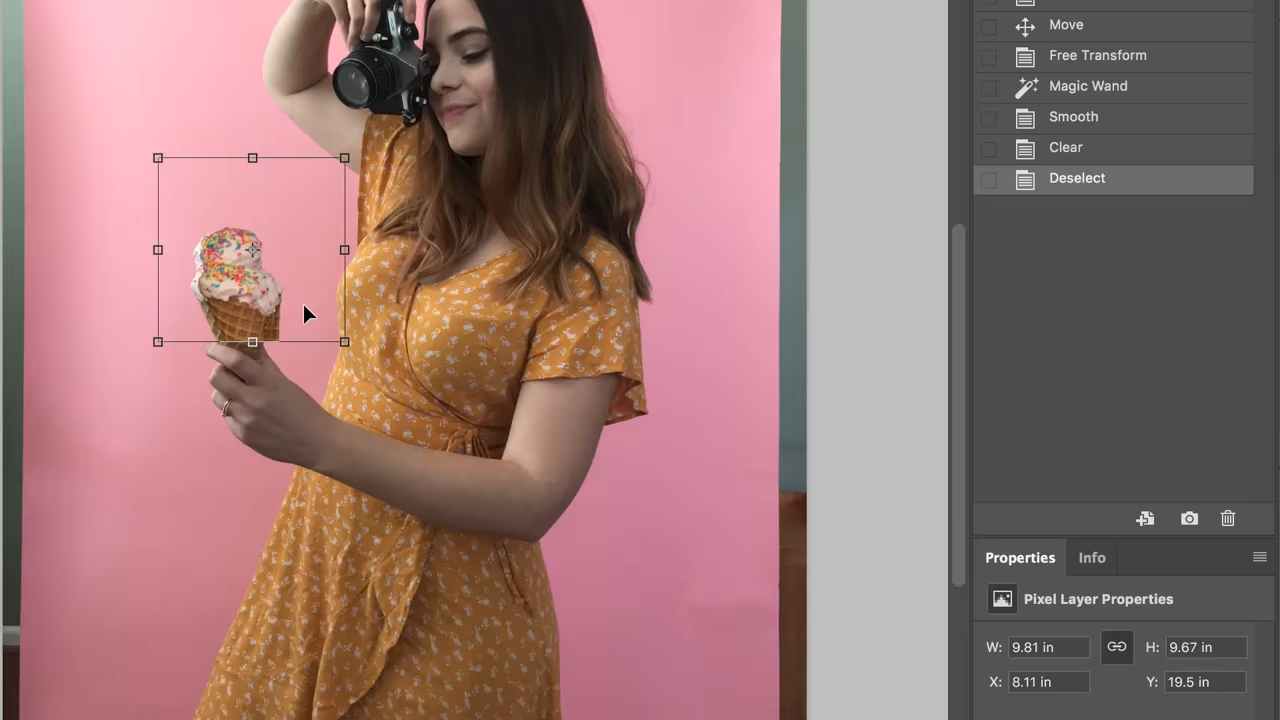 Move
Free Transform
Magic Wand
Smooth
Clear
Deselect
Properties Info
Pixel Layer Properties
W: 9.81 in H: 9.67 in
X: 8.11 in Y: 19.5 in